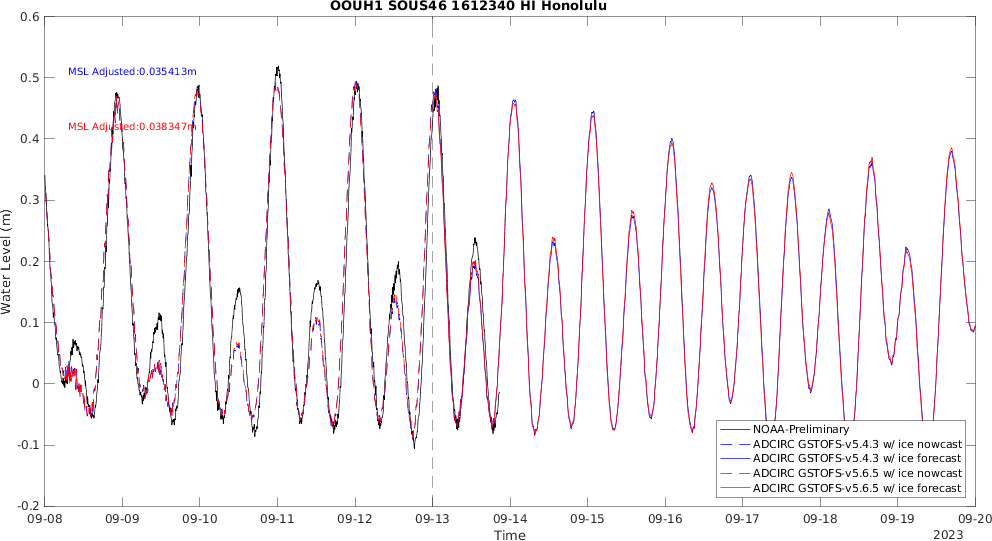 OOUH1 SOUS46 1612340 HI Honolulu
0.6
0.5
0.4
0.3
0.2
0.1
0
-0.1
-0.2
Water Level (m)
MSL Adjusted:0.035413m
MSL Adjusted:0.038347m
NOAA-Preliminary
ADCIRC GSTOFS-v5.4.3 w/ ice nowcast
ADCIRC GSTOFS-v5.4.3 w/ ice forecast
ADCIRC GSTOFS-v5.6.5 w/ ice nowcast
ADCIRC GSTOFS-v5.6.5 w/ ice forecast
09-08 09-09 09-10 09-11 09-12 09-13 09-14 09-15 09-16 09-17 09-18 09-19 09-20
Time
2023